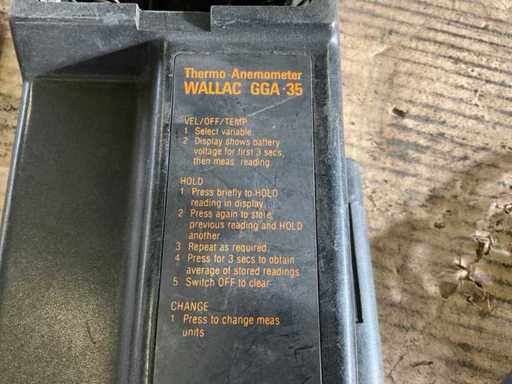 Thermo-Anemometer
WALLAC GGA-35
VEL/OFF/TEMP
1 Select variable.
2 Display shows battery
voltage for first 3 secs,
then meas reading.
HOLD
1 Press briefly to HOLD
reading in display.
2 Press again to store
previous reading and HOLD
another.
3 Repeat as required.
4 Press for 3 secs to obtain
average of stored readings
5 Switch OFF to clear
CHANGE
1 Press to change meas
units